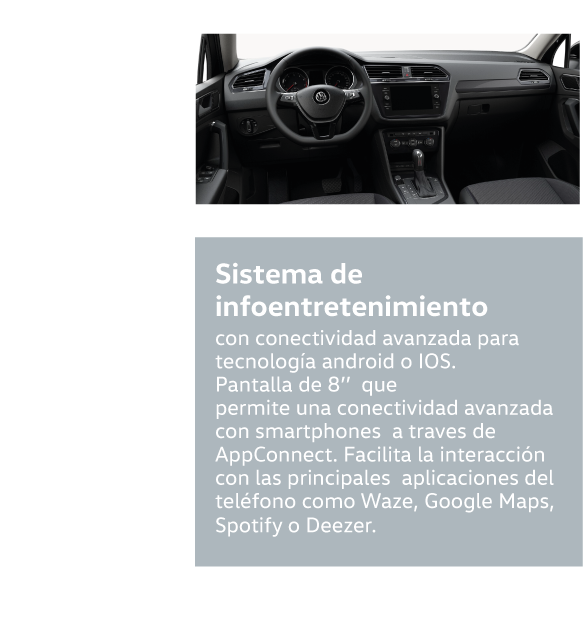 Sistema de
infoentretenimiento
con conectividad avanzada para
tecnología android o IOS.
Pantalla de 8’’  que
permite una conectividad avanzada
con smartphones  a traves de
AppConnect. Facilita la interacción
con las principales  aplicaciones del
teléfono como Waze, Google Maps,
Spotify o Deezer.